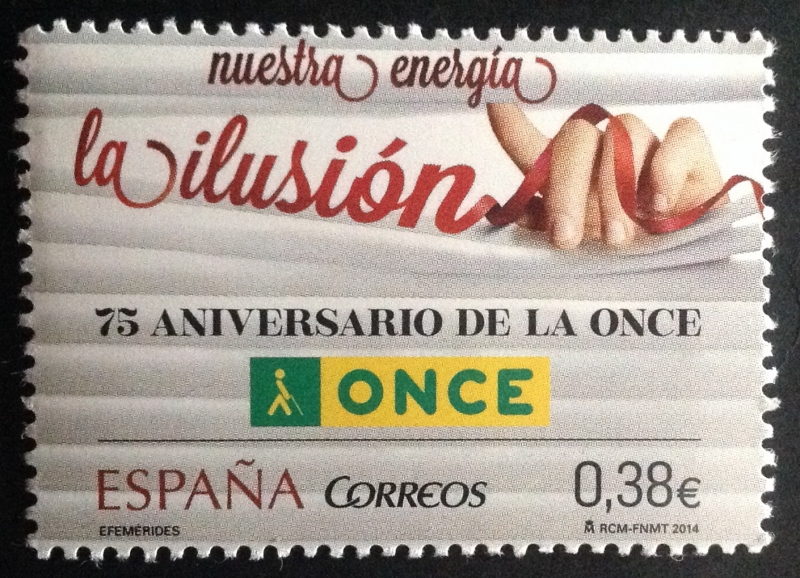 nuestra energía
la ilusión
75 ANIVERSARIO DE LA ONCE
ONCE
ESPAÑA CORREOS 0,38€
EFEMÉRIDES RCM-FNMT 2014